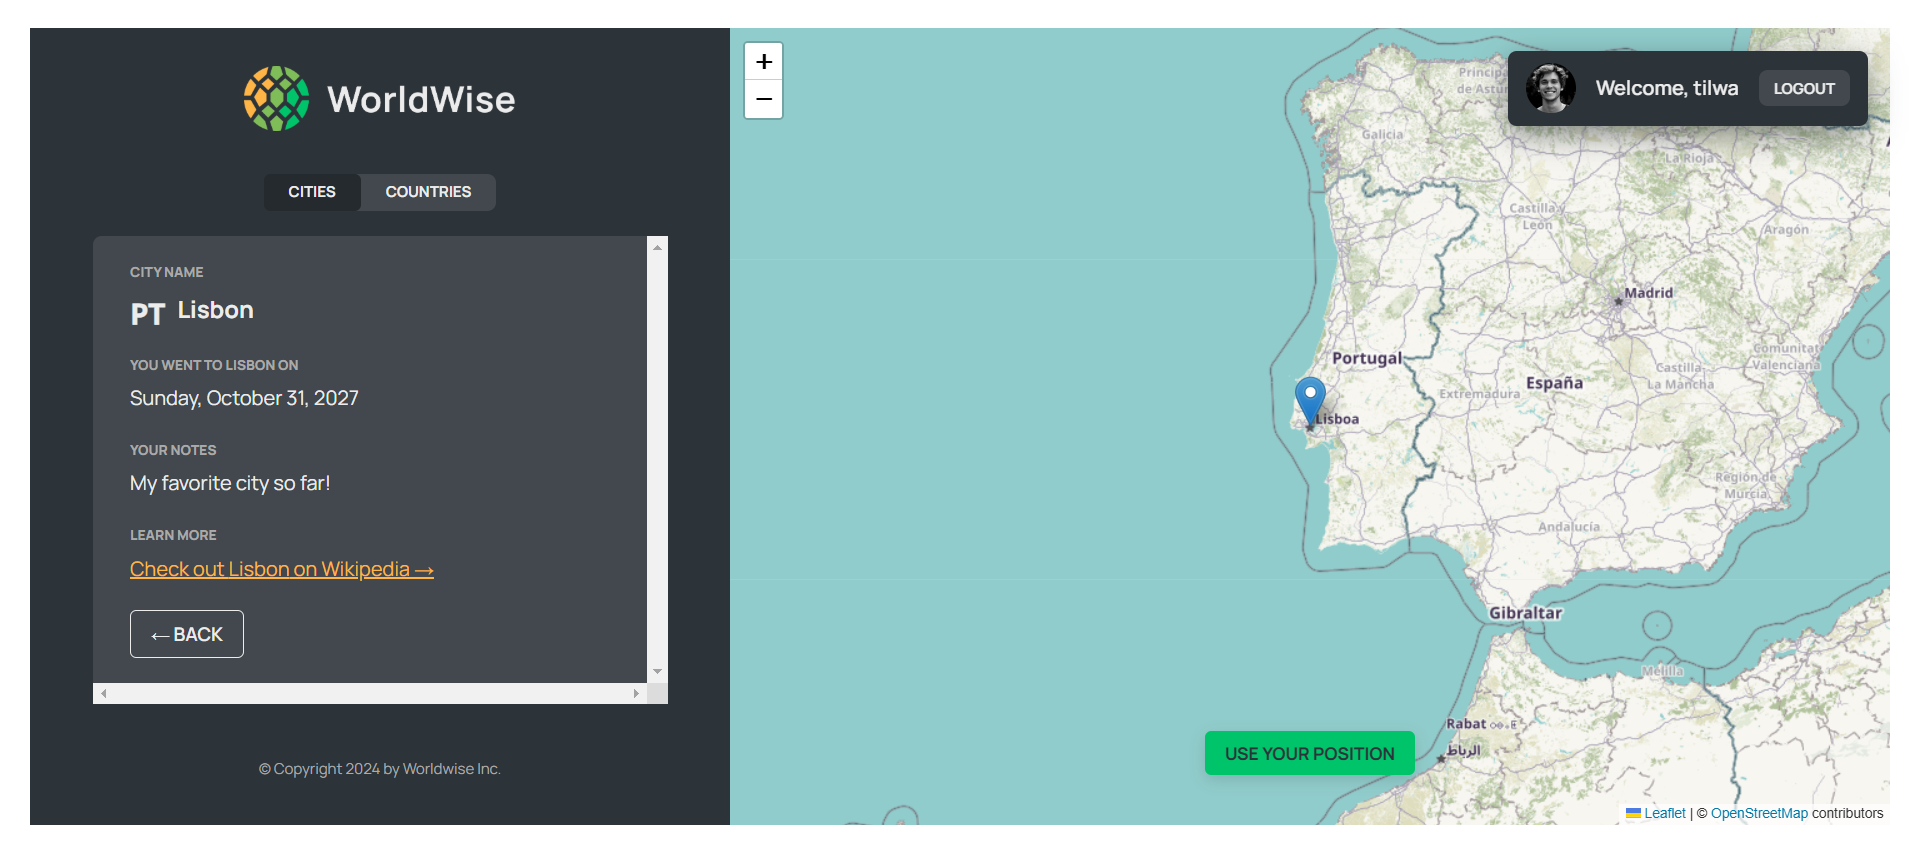 WorldWise
CITIES
COUNTRIES
CITY NAME
PT Lisbon
YOU WENT TO LISBON ON
Sunday, October 31, 2027
YOUR NOTES
My favorite city so far!
LEARN MORE
Check out Lisbon on Wikipedia →
← BACK
© Copyright 2024 by Worldwise Inc.
+
−
Welcome, tilwa
LOGOUT
Galicia
La Rioja
Castilla y
León
Aragón
Madrid
Portugal
España
Comunitat
Valenciana
Castilla-
La Mancha
Extremadura
Lisboa
Región de
Murcia
Andalucía
Gibraltar
Melilla
Rabat
الرباط
USE YOUR POSITION
Leaflet | © OpenStreetMap contributors